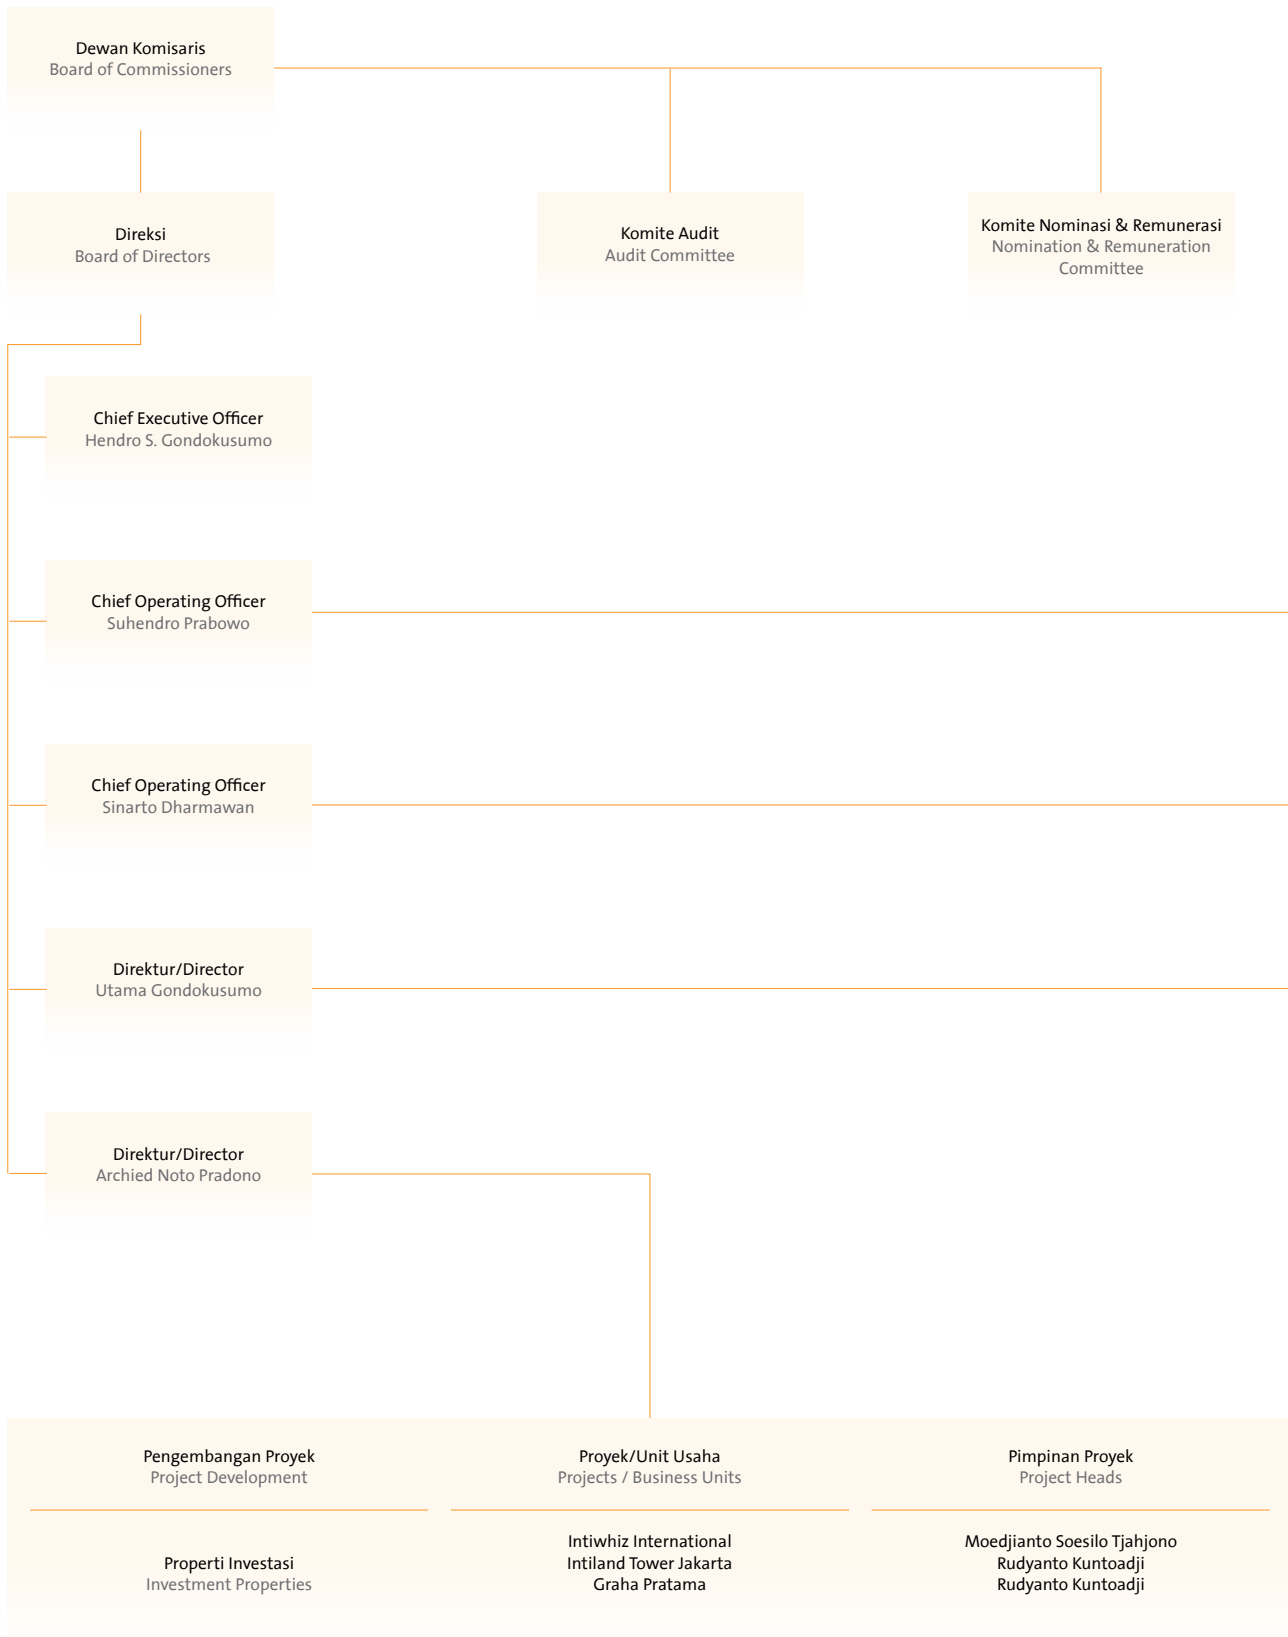 Dewan Komisaris
Board of Commissioners
Direksi
Board of Directors
Komite Audit
Audit Committee
Komite Nominasi & Remunerasi
Nomination & Remuneration
Committee
Chief Executive Officer
Hendro S. Gondokusumo
Chief Operating Officer
Suhendro Prabowo
Chief Operating Officer
Sinarto Dharmawan
Direktur/Director
Utama Gondokusumo
Direktur/Director
Archied Noto Pradono
Pengembangan Proyek
Project Development
Properti Investasi
Investment Properties
Proyek/Unit Usaha
Projects / Business Units
Intiwhiz International
Intiland Tower Jakarta
Graha Pratama
Pimpinan Proyek
Project Heads
Moedjianto Soesilo Tjahjono
Rudyanto Kuntoadji
Rudyanto Kuntoadji